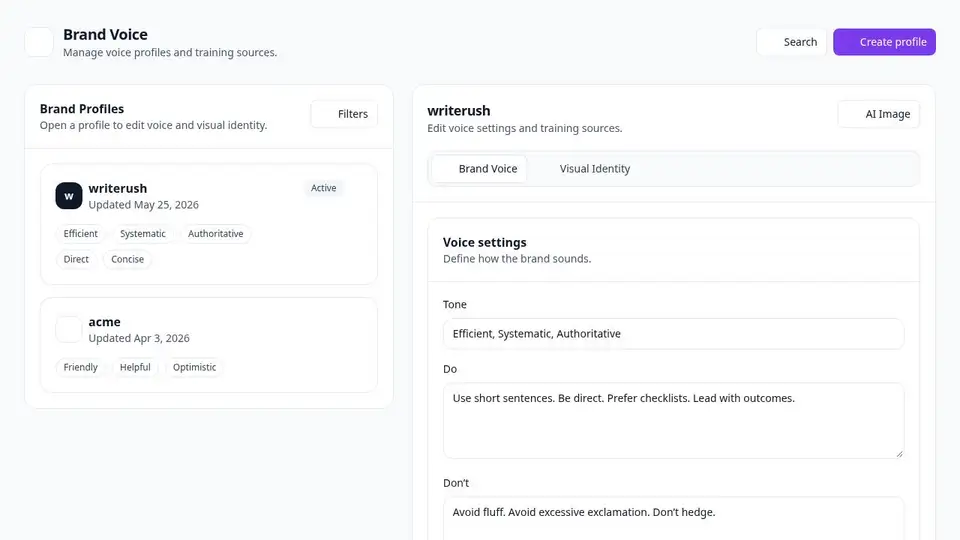 Brand Voice
Manage voice profiles and training sources.
Search
Create profile
Brand Profiles
Open a profile to edit voice and visual identity.
Filters
w
writerush
Updated May 25, 2026
Active
Efficient
Systematic
Authoritative
Direct
Concise
acme
Updated Apr 3, 2026
Friendly
Helpful
Optimistic
writerush
Edit voice settings and training sources.
AI Image
Brand Voice
Visual Identity
Voice settings
Define how the brand sounds.
Tone
Efficient, Systematic, Authoritative
Do
Use short sentences. Be direct. Prefer checklists. Lead with outcomes.
Don’t
Avoid fluff. Avoid excessive exclamation. Don’t hedge.